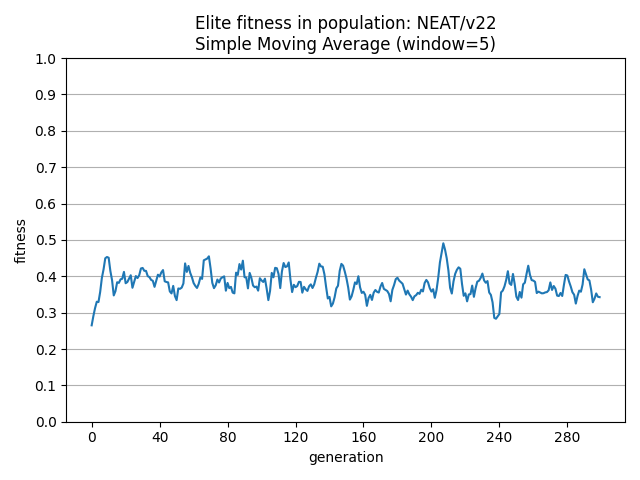 Elite fitness in population: NEAT/v22
Simple Moving Average (window=5)
1.0
0.9
0.8
0.7
0.6
0.5
0.4
0.3
0.2
0.1
0.0
fitness
0 40 80 120 160 200 240 280
generation